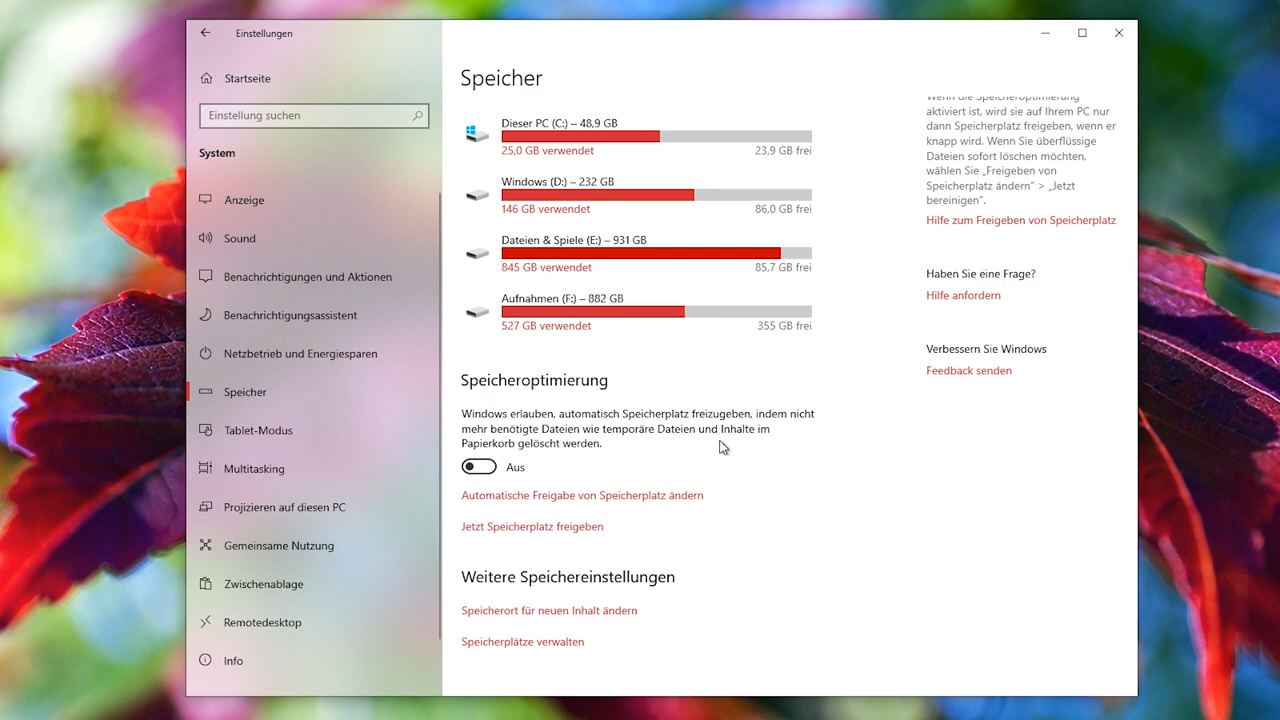 Einstellungen
Startseite
Einstellung suchen
System
Anzeige
Sound
Benachrichtigungen und Aktionen
Benachrichtigungsassistent
Netzbetrieb und Energiesparen
Speicher
Tablet-Modus
Multitasking
Projizieren auf diesen PC
Gemeinsame Nutzung
Zwischenablage
Remotedesktop
Info
Speicher
Dieser PC (C:) – 48,9 GB
25,0 GB verwendet
23,9 GB frei
Windows (D:) – 232 GB
146 GB verwendet
86,0 GB frei
Dateien & Spiele (E:) – 931 GB
845 GB verwendet
85,7 GB frei
Aufnahmen (F:) – 882 GB
527 GB verwendet
355 GB frei
Speicheroptimierung
Windows erlauben, automatisch Speicherplatz freizugeben, indem nicht
mehr benötigte Dateien wie temporäre Dateien und Inhalte im
Papierkorb gelöscht werden.
Aus
Automatische Freigabe von Speicherplatz ändern
Jetzt Speicherplatz freigeben
Weitere Speichereinstellungen
Speicherort für neuen Inhalt ändern
Speicherplätze verwalten
Wenn die Speicheroptimierung
aktiviert ist, wird sie auf Ihrem PC nur
dann Speicherplatz freigeben, wenn er
knapp wird. Wenn Sie überflüssige
Dateien sofort löschen möchten,
wählen Sie „Freigeben von
Speicherplatz ändern“ > „Jetzt
bereinigen“.
Hilfe zum Freigeben von Speicherplatz
Haben Sie eine Frage?
Hilfe anfordern
Verbessern Sie Windows
Feedback senden